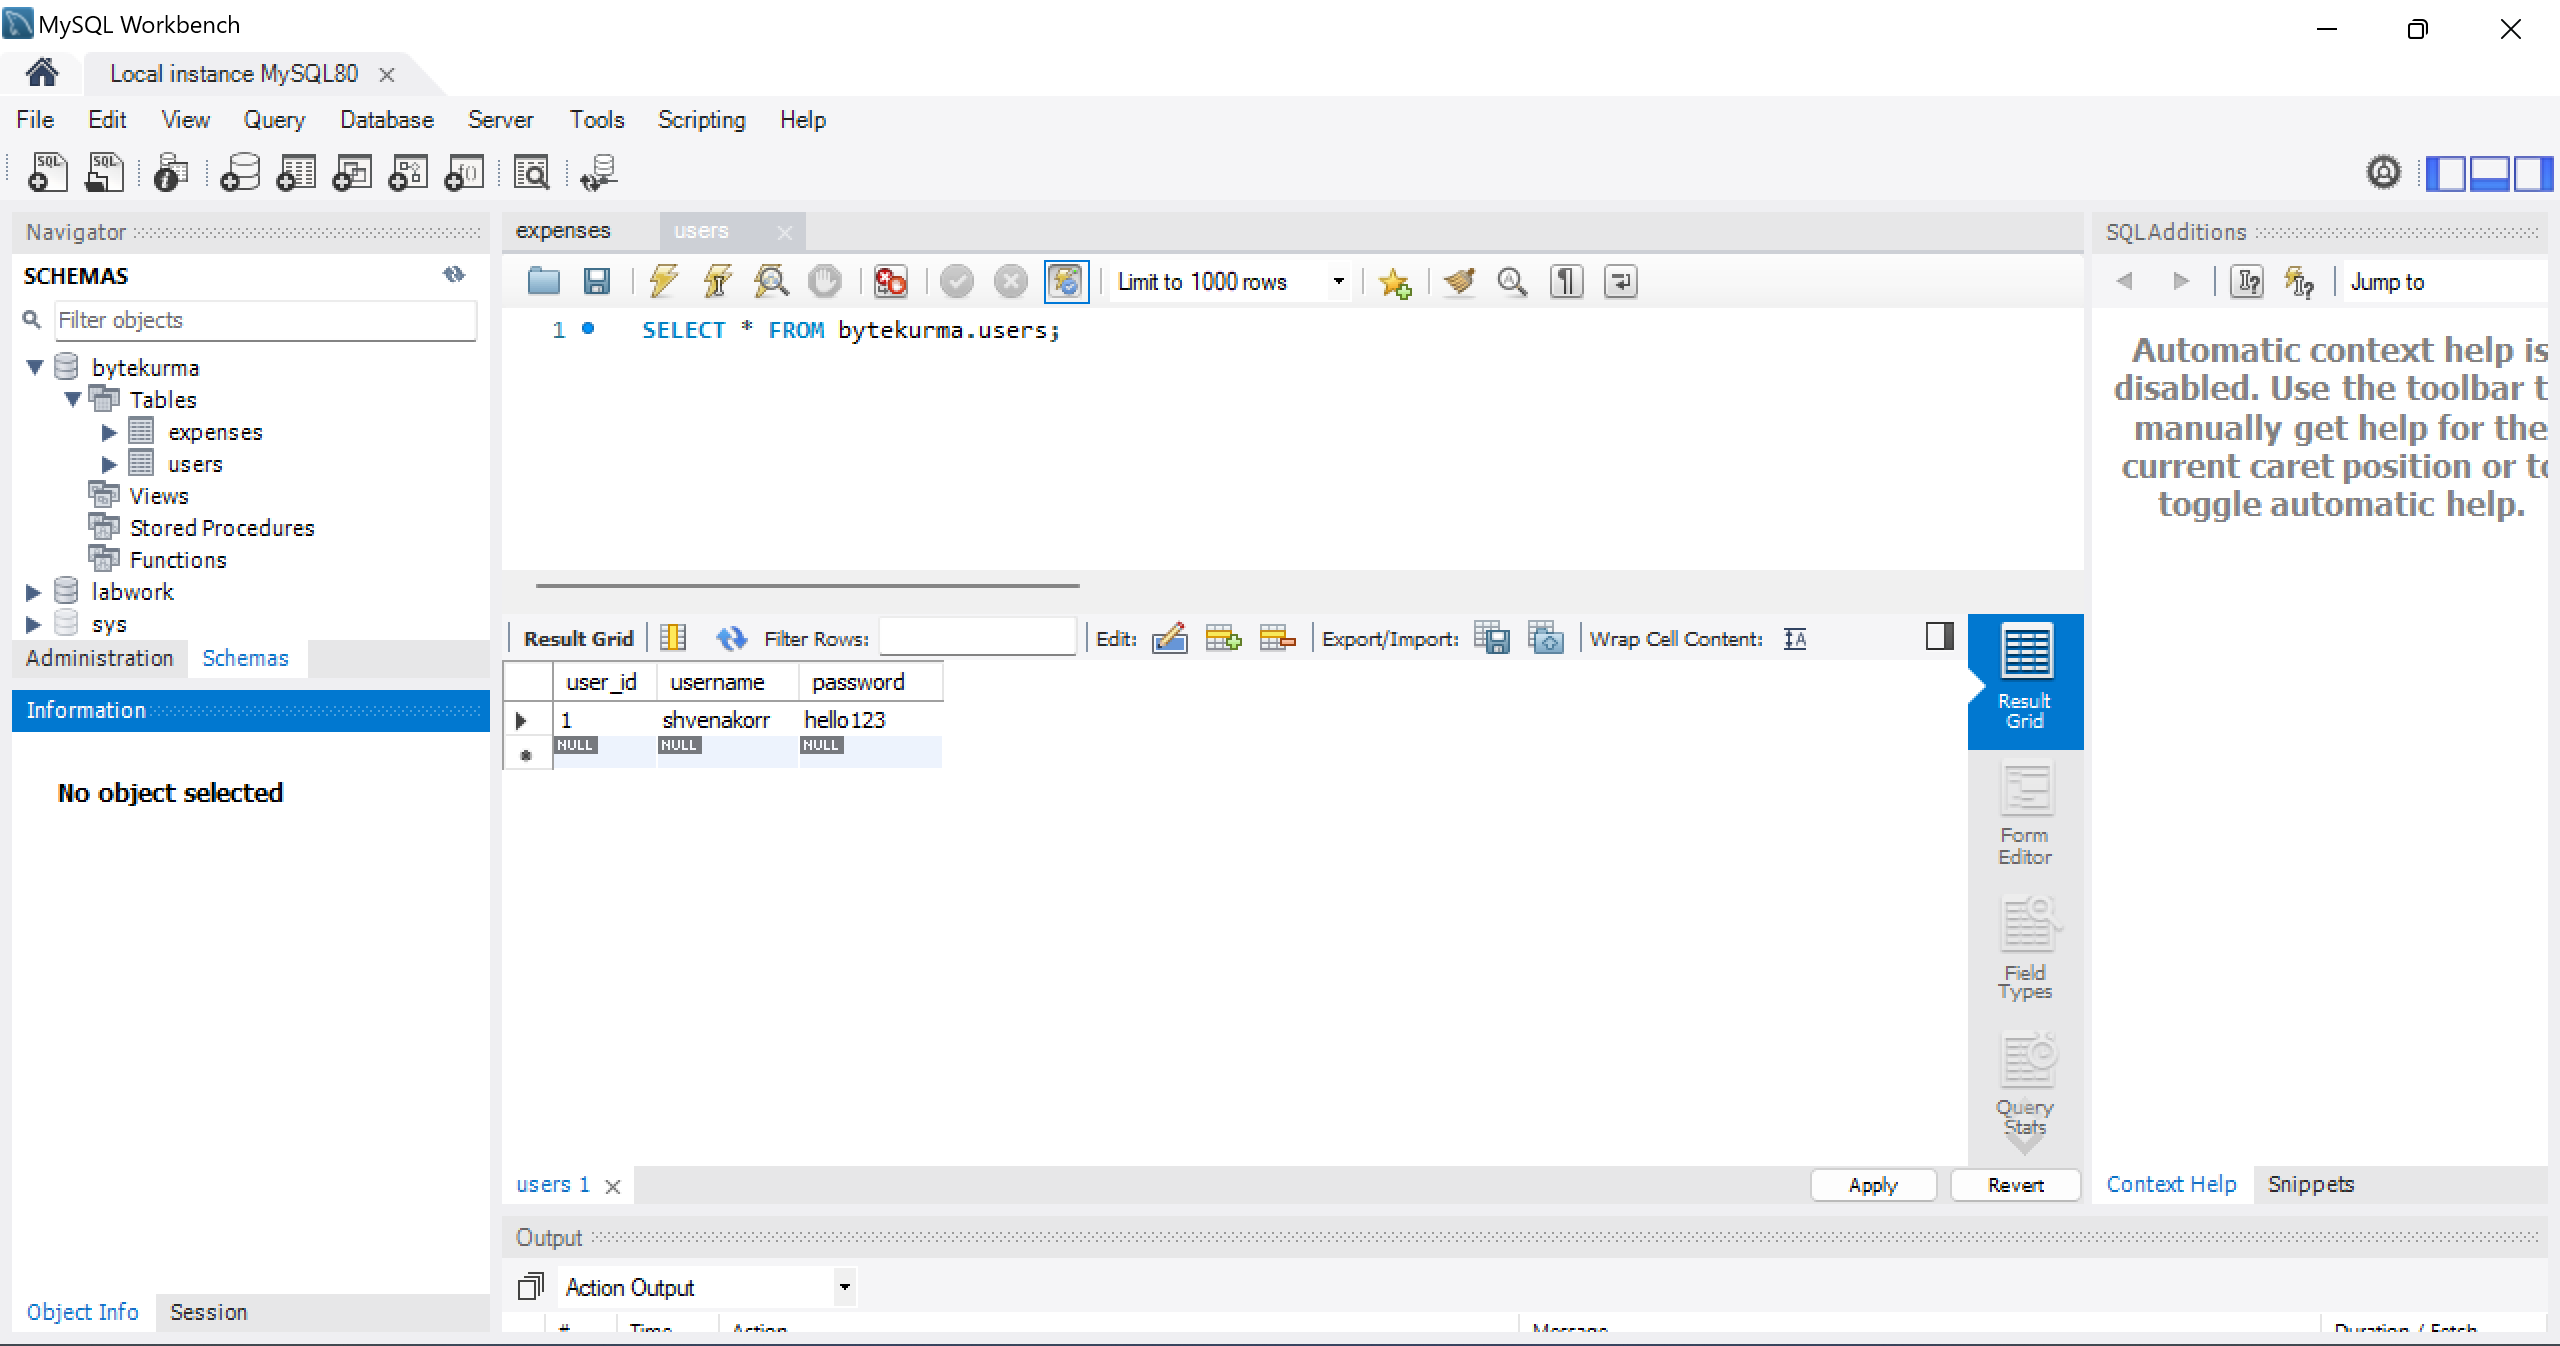 MySQL Workbench
Local instance MySQL80
File Edit View Query Database Server Tools Scripting Help
Navigator
SCHEMAS
Filter objects
bytekurma
Tables
expenses
users
Views
Stored Procedures
Functions
labwork
sys
Administration Schemas
Information
No object selected
Object Info Session
expenses users
Limit to 1000 rows
1 SELECT * FROM bytekurma.users;
Result Grid Filter Rows: Edit: Export/Import: Wrap Cell Content:
user_id username password
1 shvenakorr hello123
NULL NULL NULL
Result
Grid
Form
Editor
Field
Types
Query
Stats
users 1
Apply Revert
Output
Action Output
# Time Action Message Duration / Fetch
SQLAdditions
Jump to
Automatic context help is
disabled. Use the toolbar t
manually get help for the
current caret position or to
toggle automatic help.
Context Help Snippets